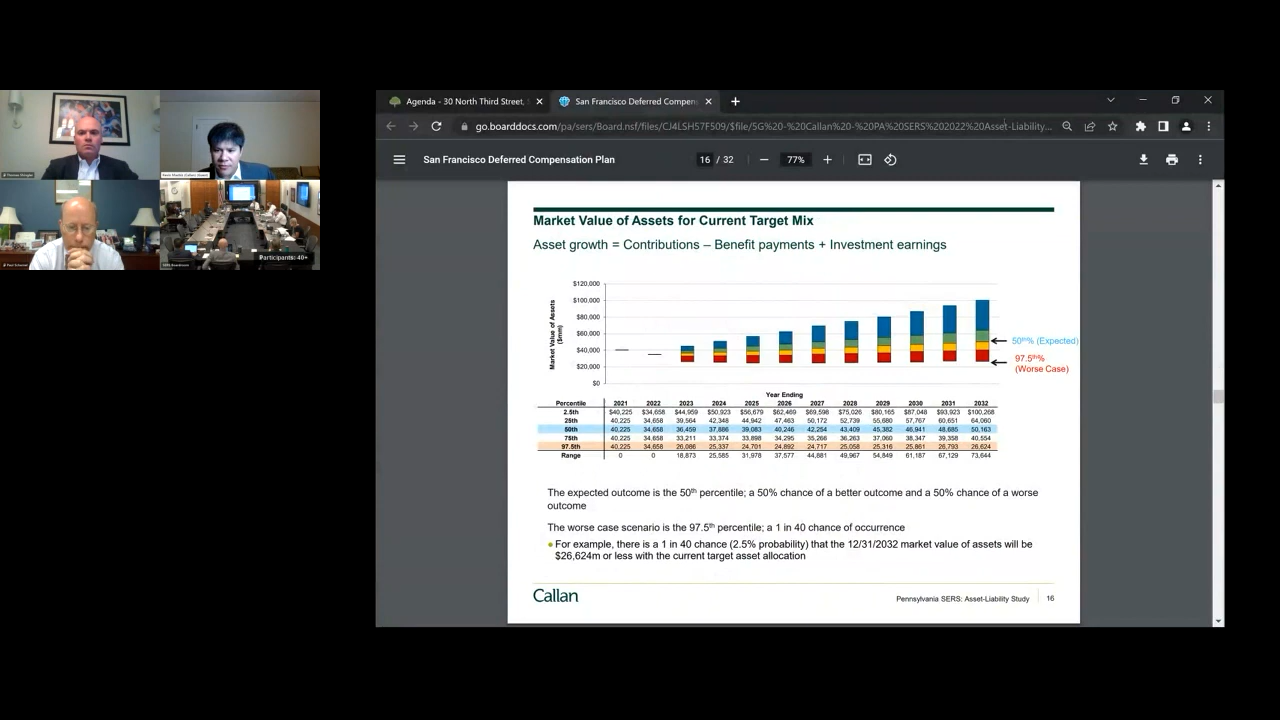 Agenda - 30 North Third Street,
San Francisco Deferred Compens
go.boarddocs.com/pa/sers/Board.nsf/files/CJ4LSH57F509/$file/5G%20-%20Callan%20-%20PA%20SERS%202022%20Asset-Liability...
San Francisco Deferred Compensation Plan
16 / 32
77%
Participants: 40+
Market Value of Assets for Current Target Mix
Asset growth = Contributions – Benefit payments + Investment earnings
Market Value of Assets ($mm)
$120,000
$100,000
$80,000
$60,000
$40,000
$20,000
$0
50th% (Expected)
97.5th%
(Worse Case)
Year Ending
Percentile 2021 2022 2023 2024 2025 2026 2027 2028 2029 2030 2031 2032
2.5th $40,225 $34,658 $44,959 $50,923 $56,679 $62,469 $69,598 $75,026 $80,165 $87,048 $93,923 $100,268
25th 40,225 34,658 39,564 42,348 44,942 47,463 50,172 52,739 55,680 57,767 60,651 64,060
50th 40,225 34,658 36,459 37,886 39,083 40,246 42,254 43,409 45,382 46,941 48,685 50,163
75th 40,225 34,658 33,211 33,374 33,898 34,295 35,266 36,263 37,060 38,347 39,358 40,554
97.5th 40,225 34,658 26,086 25,337 24,701 24,892 24,717 25,058 25,316 25,861 26,793 26,624
Range 0 0 18,873 25,585 31,978 37,577 44,881 49,967 54,849 61,187 67,129 73,644
The expected outcome is the 50th percentile; a 50% chance of a better outcome and a 50% chance of a worse
outcome
The worse case scenario is the 97.5th percentile; a 1 in 40 chance of occurrence
• For example, there is a 1 in 40 chance (2.5% probability) that the 12/31/2032 market value of assets will be
$26,624m or less with the current target asset allocation
Callan
Pennsylvania SERS: Asset-Liability Study 16